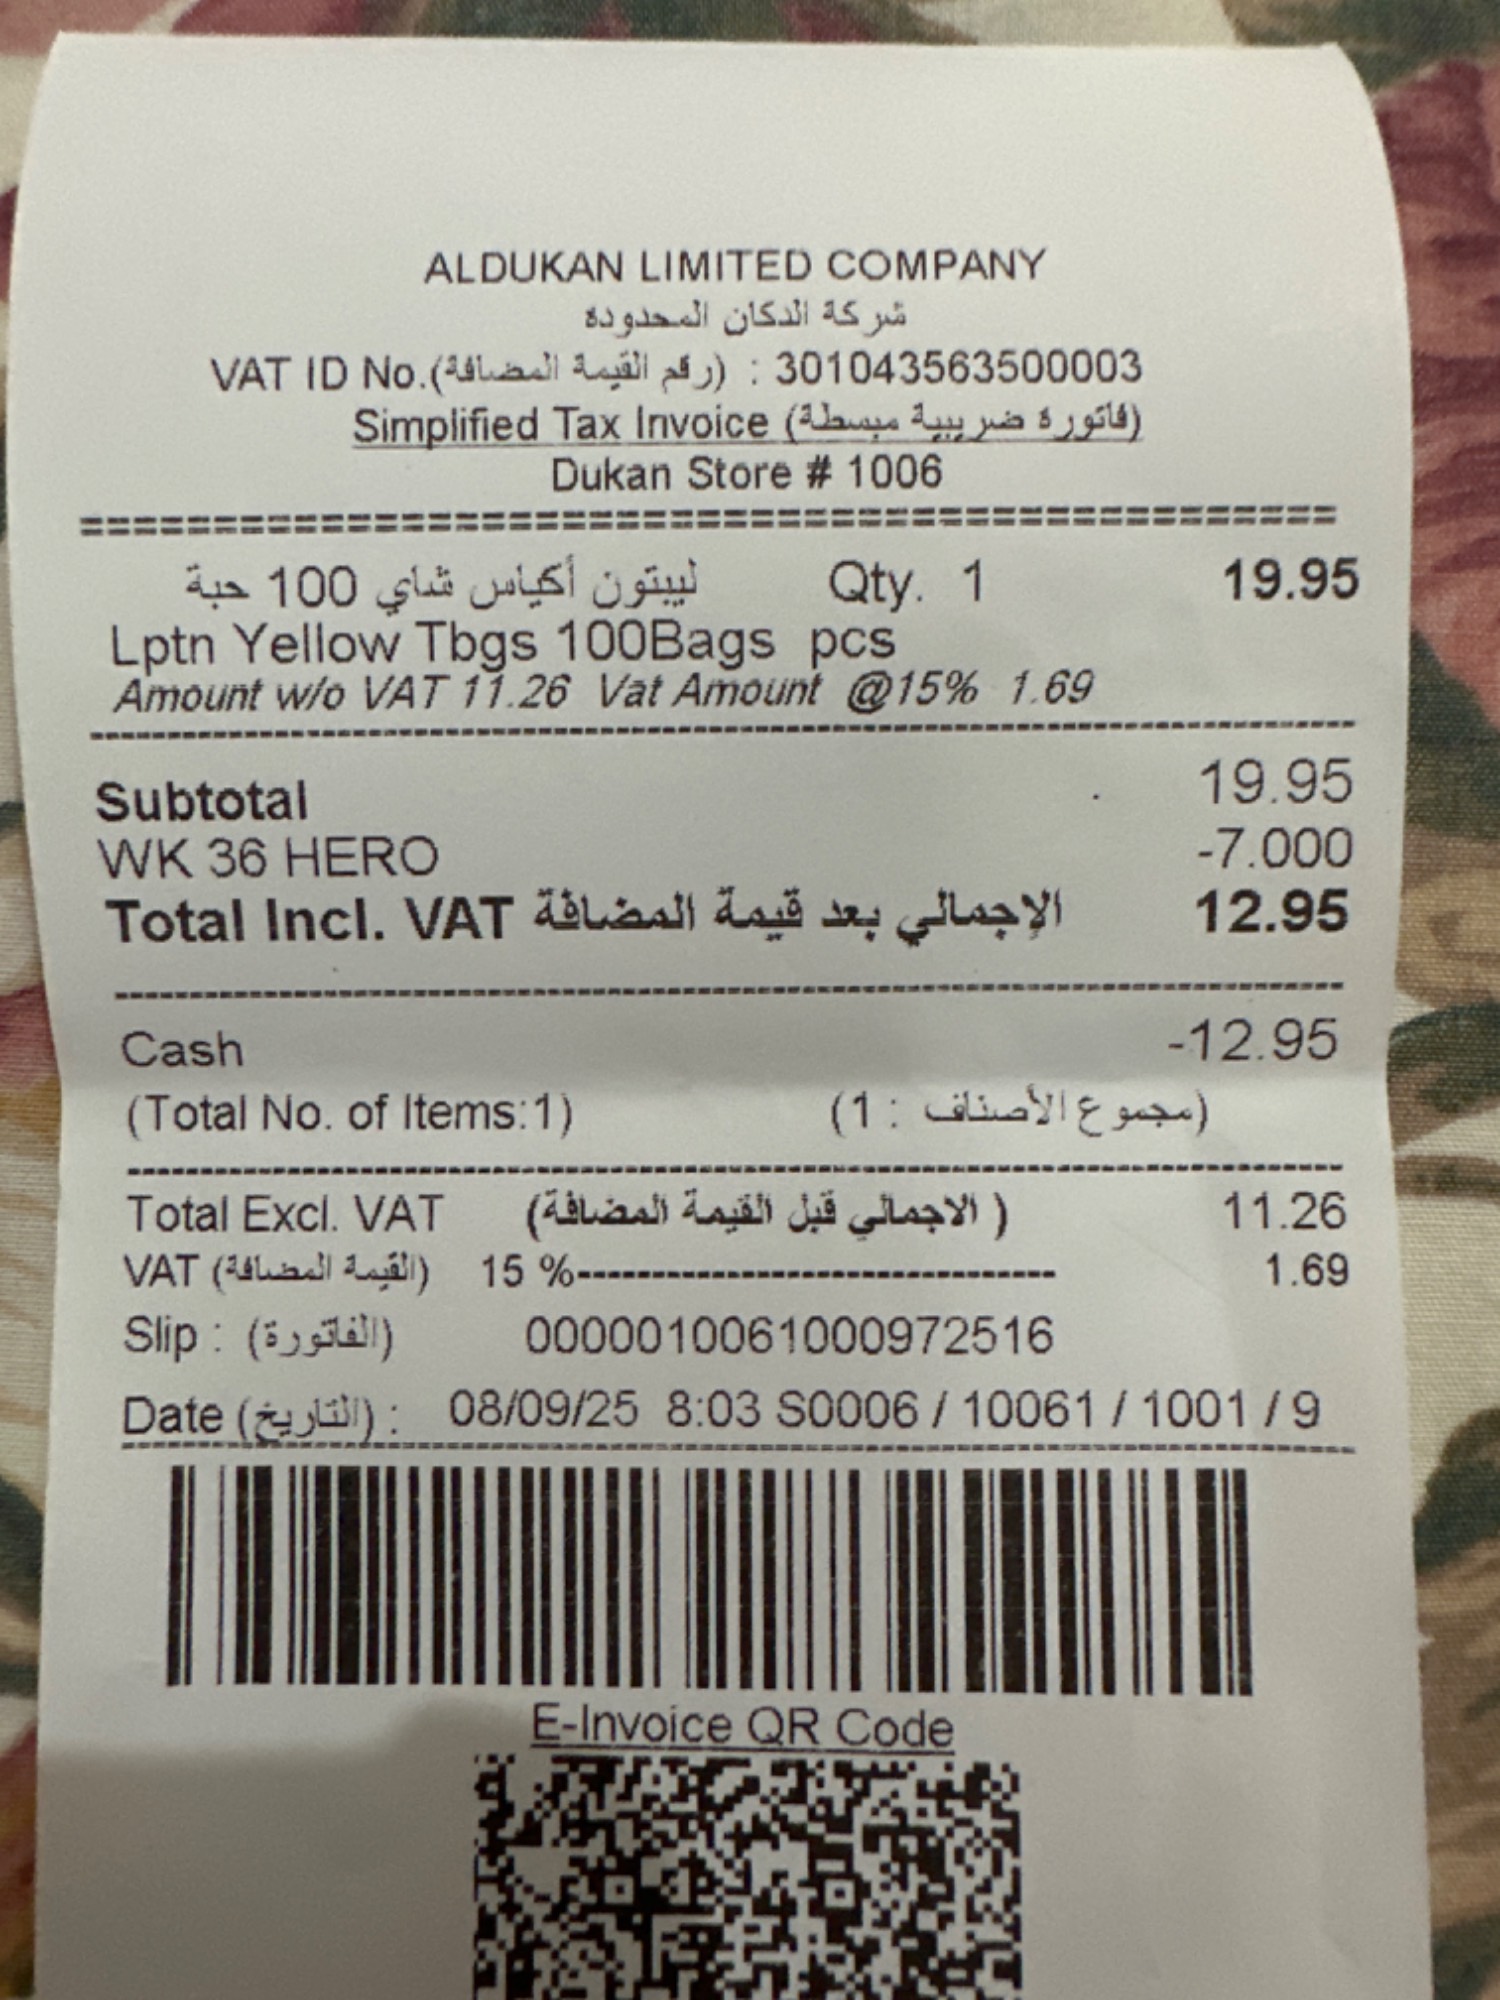 ALDUKAN LIMITED COMPANY
شركة الدكان المحدودة
VAT ID No.(رقم القيمة المضافة) : 301043563500003
Simplified Tax Invoice (فاتورة ضريبية مبسطة)
Dukan Store # 1006
================================================
ليبتون أكياس شاي 100 حبة Qty. 1 19.95
Lptn Yellow Tbgs 100Bags pcs
Amount w/o VAT 11.26 Vat Amount @15% 1.69
Subtotal 19.95
WK 36 HERO -7.000
Total Incl. VAT الإجمالي بعد قيمة المضافة 12.95
Cash -12.95
(Total No. of Items:1) (مجموع الأصناف : 1)
Total Excl. VAT (الاجمالي قبل القيمة المضافة ) 11.26
VAT (القيمة المضافة) 15 %-------------------------------- 1.69
Slip : (الفاتورة) 0000010061000972516
Date (التاريخ) : 08/09/25 8:03 S0006 / 10061 / 1001 / 9
E-Invoice QR Code